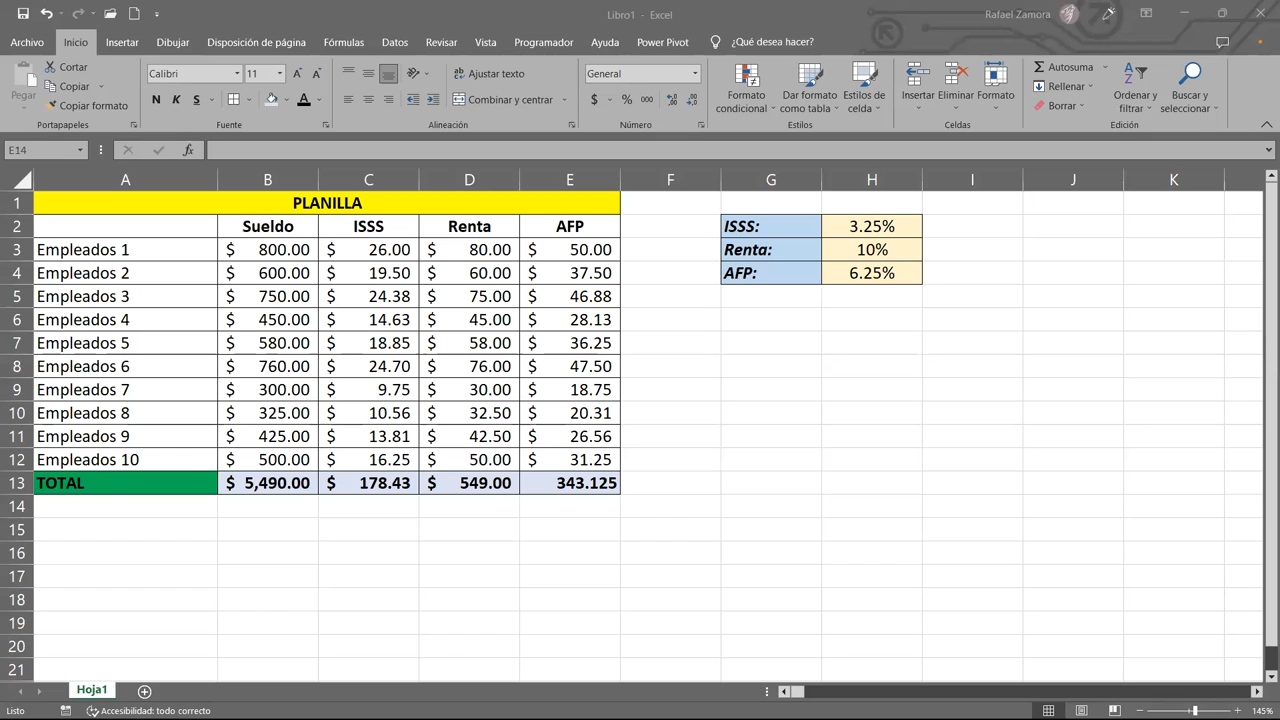 Libro1 - Excel
Rafael Zamora
Archivo Inicio Insertar Dibujar Disposición de página Fórmulas Datos Revisar Vista Programador Ayuda Power Pivot ¿Qué desea hacer?
Pegar
Cortar
Copiar
Copiar formato
Portapapeles
Calibri 11
N K S
A
Fuente
ab Ajustar texto
Combinar y centrar
Alineación
General
$ % 000
Número
Formato condicional
Dar formato como tabla
Estilos de celda
Estilos
Insertar Eliminar Formato
Celdas
Autosuma
Rellenar
Borrar
Ordenar y filtrar
Buscar y seleccionar
Edición
E14 fx
A B C D E F G H I J K
1 PLANILLA
2 Sueldo ISSS Renta AFP ISSS: 3.25%
3 Empleados 1 $ 800.00 $ 26.00 $ 80.00 $ 50.00 Renta: 10%
4 Empleados 2 $ 600.00 $ 19.50 $ 60.00 $ 37.50 AFP: 6.25%
5 Empleados 3 $ 750.00 $ 24.38 $ 75.00 $ 46.88
6 Empleados 4 $ 450.00 $ 14.63 $ 45.00 $ 28.13
7 Empleados 5 $ 580.00 $ 18.85 $ 58.00 $ 36.25
8 Empleados 6 $ 760.00 $ 24.70 $ 76.00 $ 47.50
9 Empleados 7 $ 300.00 $ 9.75 $ 30.00 $ 18.75
10 Empleados 8 $ 325.00 $ 10.56 $ 32.50 $ 20.31
11 Empleados 9 $ 425.00 $ 13.81 $ 42.50 $ 26.56
12 Empleados 10 $ 500.00 $ 16.25 $ 50.00 $ 31.25
13 TOTAL $ 5,490.00 $ 178.43 $ 549.00 343.125
14
15
16
17
18
19
20
21
Hoja1
Listo Accesibilidad: todo correcto 145%